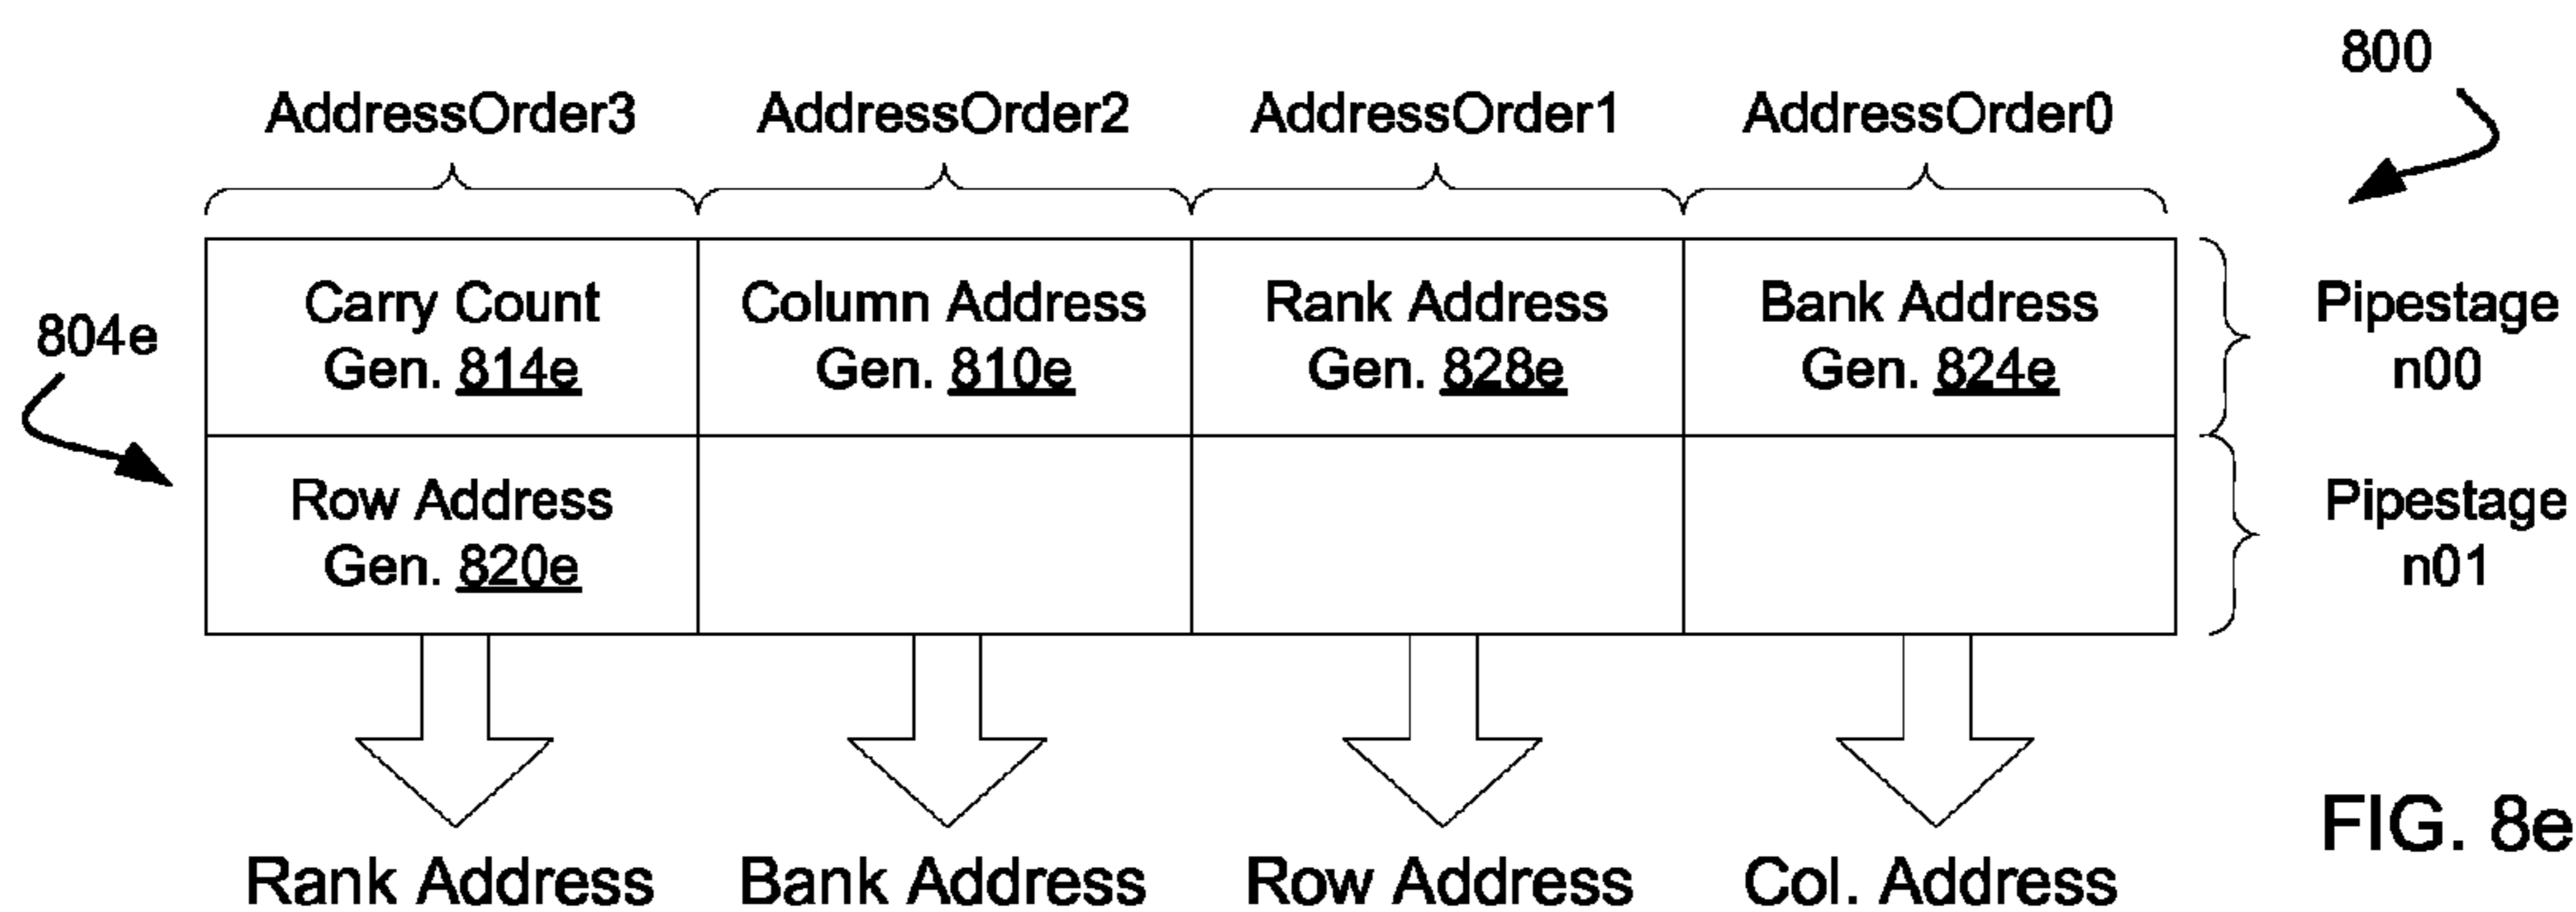 800
AddressOrder3 AddressOrder2 AddressOrder1 AddressOrder0
804e
Carry Count
Gen. 814e
Column Address
Gen. 810e
Rank Address
Gen. 828e
Bank Address
Gen. 824e
Pipestage
n00
Row Address
Gen. 820e
Pipestage
n01
Rank Address Bank Address Row Address Col. Address
FIG. 8e